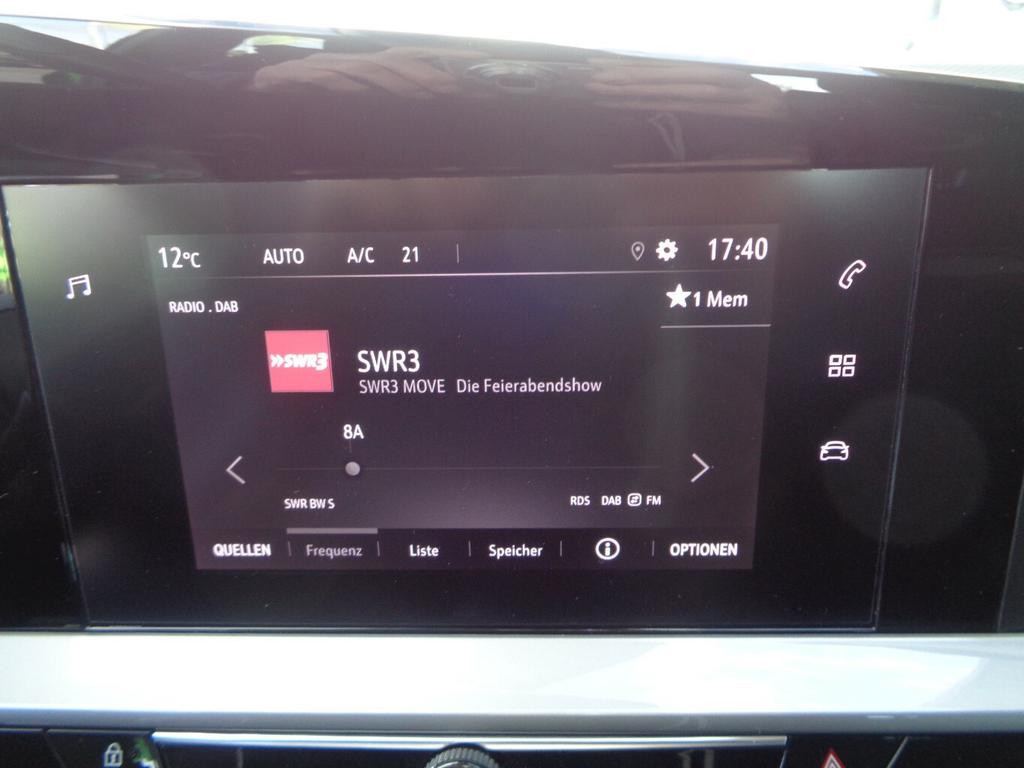 12°C AUTO A/C 21 17:40
RADIO . DAB
1 Mem
»SWR3
SWR3
SWR3 MOVE Die Feierabendshow
8A
SWR BW S
RDS DAB FM
QUELLEN Frequenz Liste Speicher i OPTIONEN